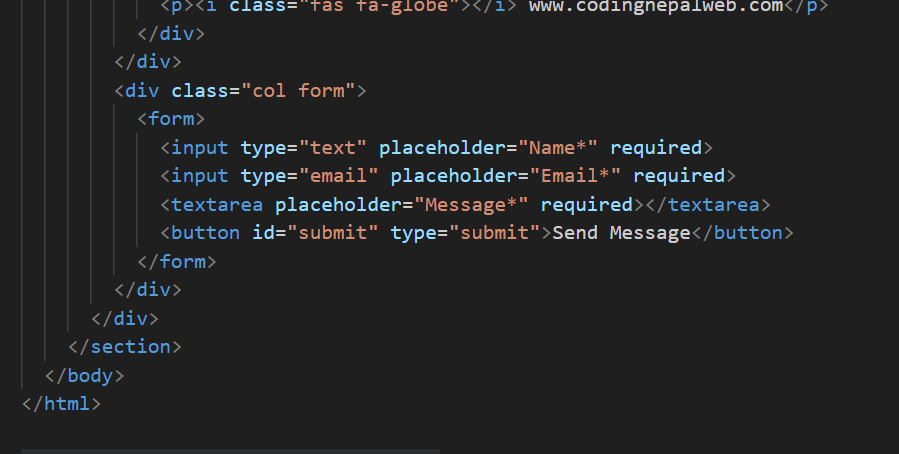 <p><i class="fas fa-globe"></i> www.codingnepalweb.com</p>
</div>
</div>
<div class="col form">
<form>
<input type="text" placeholder="Name*" required>
<input type="email" placeholder="Email*" required>
<textarea placeholder="Message*" required></textarea>
<button id="submit" type="submit">Send Message</button>
</form>
</div>
</div>
</section>
</body>
</html>